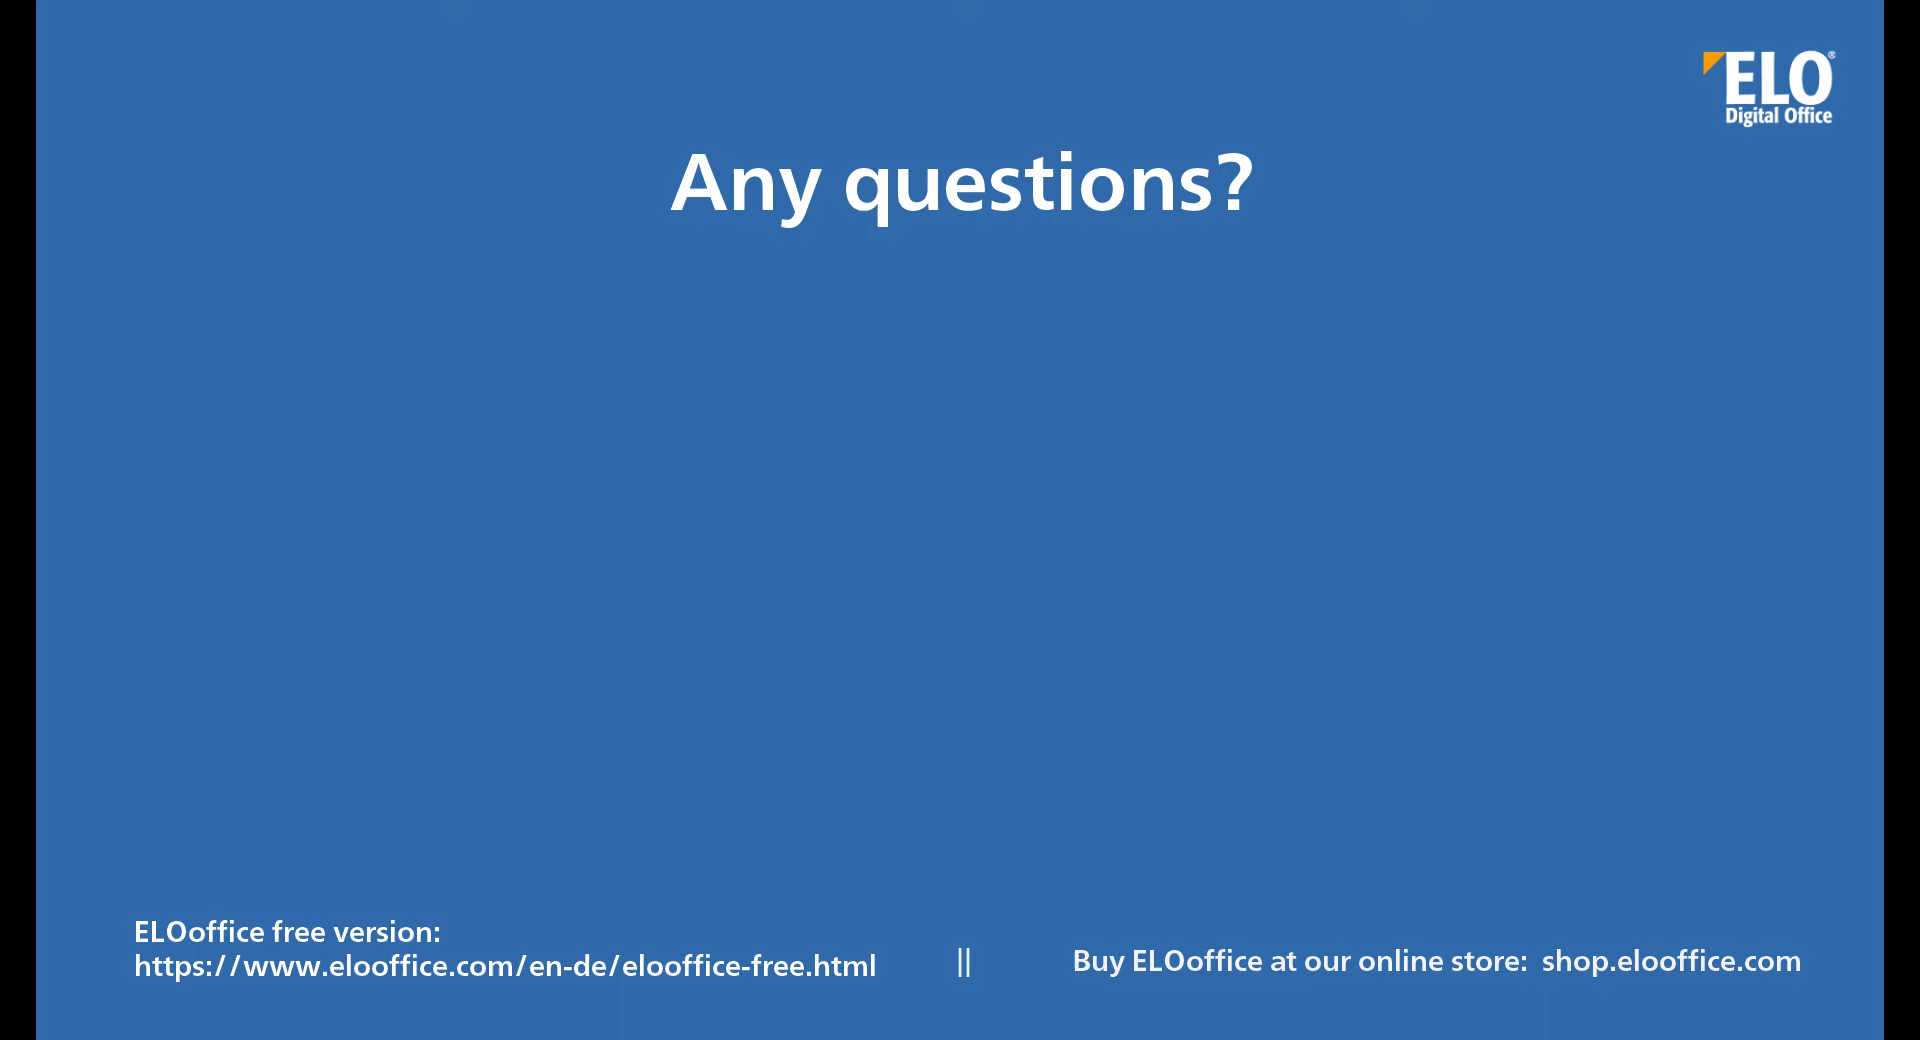 ELO®
Digital Office
Any questions?
ELOoffice free version:
https://www.elooffice.com/en-de/elooffice-free.html
||
Buy ELOoffice at our online store: shop.elooffice.com